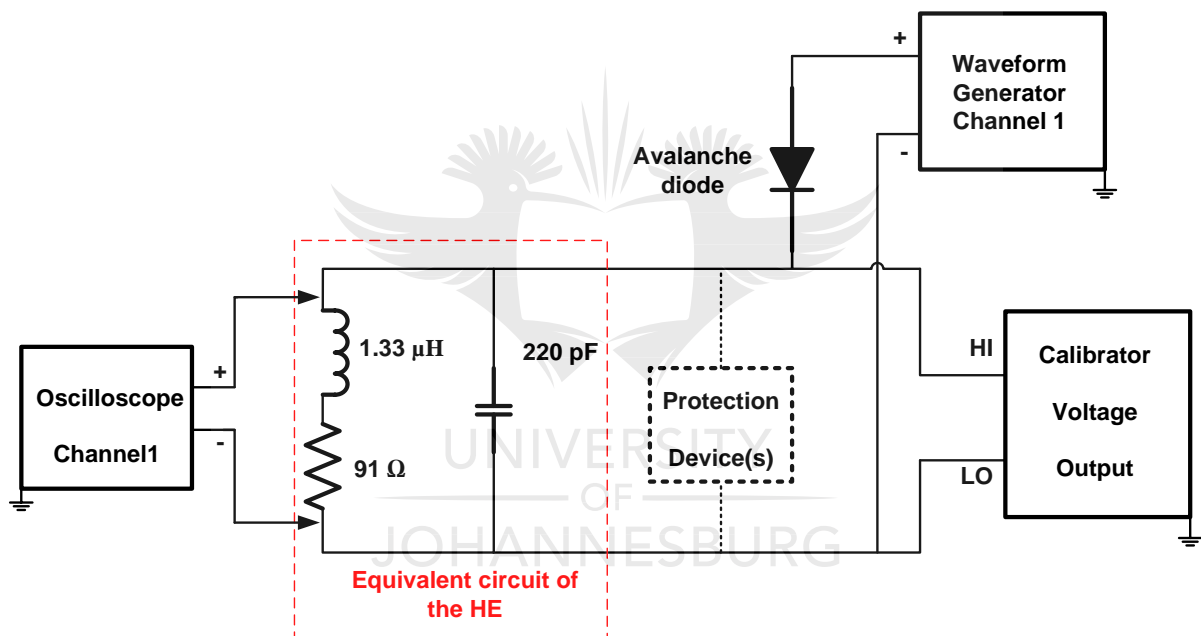 +
Waveform
Generator
Channel 1
-
Avalanche
diode
1.33 µH
220 pF
HI
Calibrator
Voltage
Output
LO
+
Oscilloscope
Channel1
-
91 Ω
Protection
Device(s)
UNIVERSITY
OF
JOHANNESBURG
Equivalent circuit of
the HE